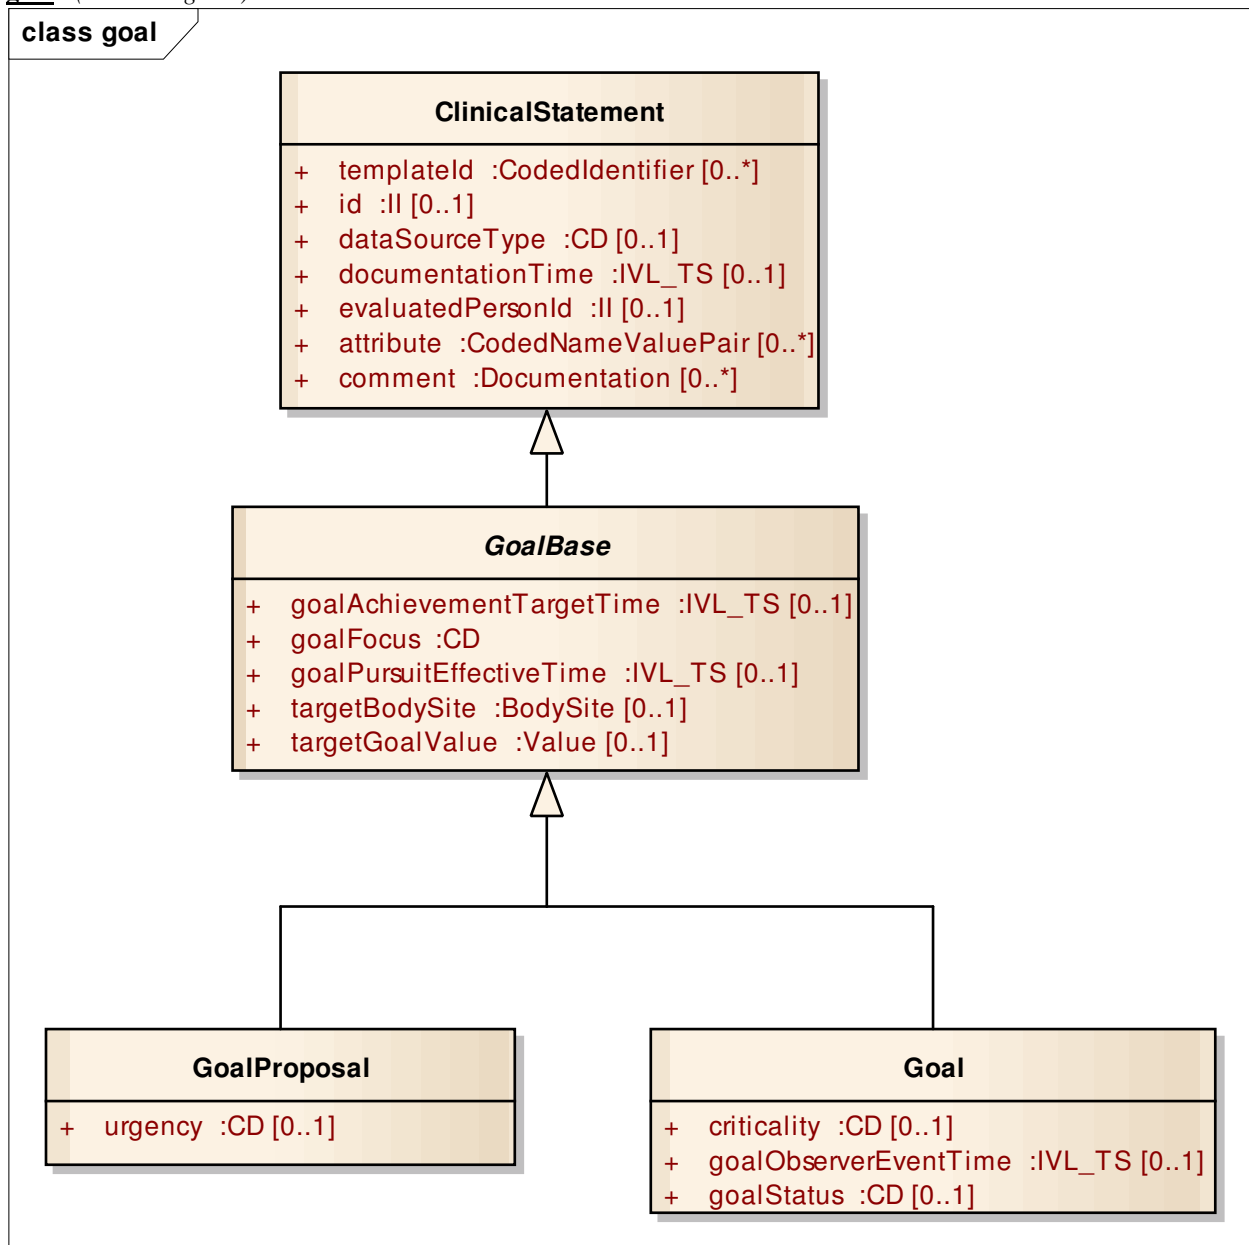 class goal
ClinicalStatement
+ templateId :CodedIdentifier [0..*]
+ id :II [0..1]
+ dataSourceType :CD [0..1]
+ documentationTime :IVL_TS [0..1]
+ evaluatedPersonId :II [0..1]
+ attribute :CodedNameValuePair [0..*]
+ comment :Documentation [0..*]
GoalBase
+ goalAchievementTargetTime :IVL_TS [0..1]
+ goalFocus :CD
+ goalPursuitEffectiveTime :IVL_TS [0..1]
+ targetBodySite :BodySite [0..1]
+ targetGoalValue :Value [0..1]
GoalProposal
+ urgency :CD [0..1]
Goal
+ criticality :CD [0..1]
+ goalObserverEventTime :IVL_TS [0..1]
+ goalStatus :CD [0..1]